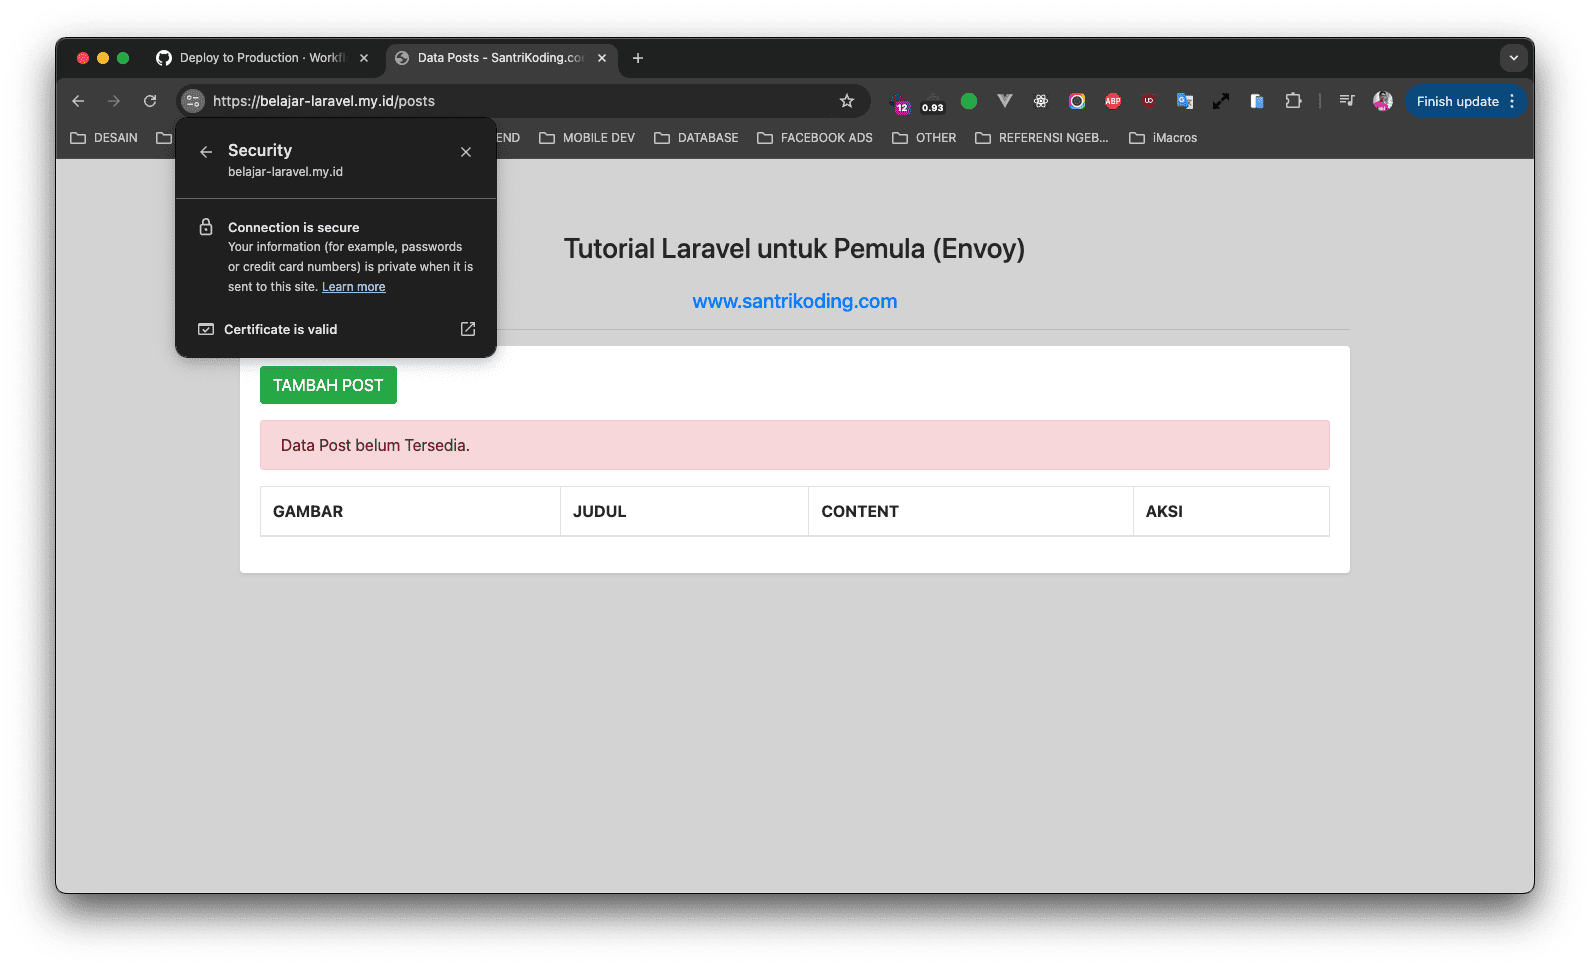 Deploy to Production · Workfl
Data Posts - SantriKoding.co
https://belajar-laravel.my.id/posts
12
0.93
ABP
Finish update
DESAIN
END
MOBILE DEV
DATABASE
FACEBOOK ADS
OTHER
REFERENSI NGEB...
iMacros
Security
belajar-laravel.my.id
Connection is secure
Your information (for example, passwords
or credit card numbers) is private when it is
sent to this site. Learn more
Certificate is valid
Tutorial Laravel untuk Pemula (Envoy)
www.santrikoding.com
TAMBAH POST
Data Post belum Tersedia.
GAMBAR JUDUL CONTENT AKSI